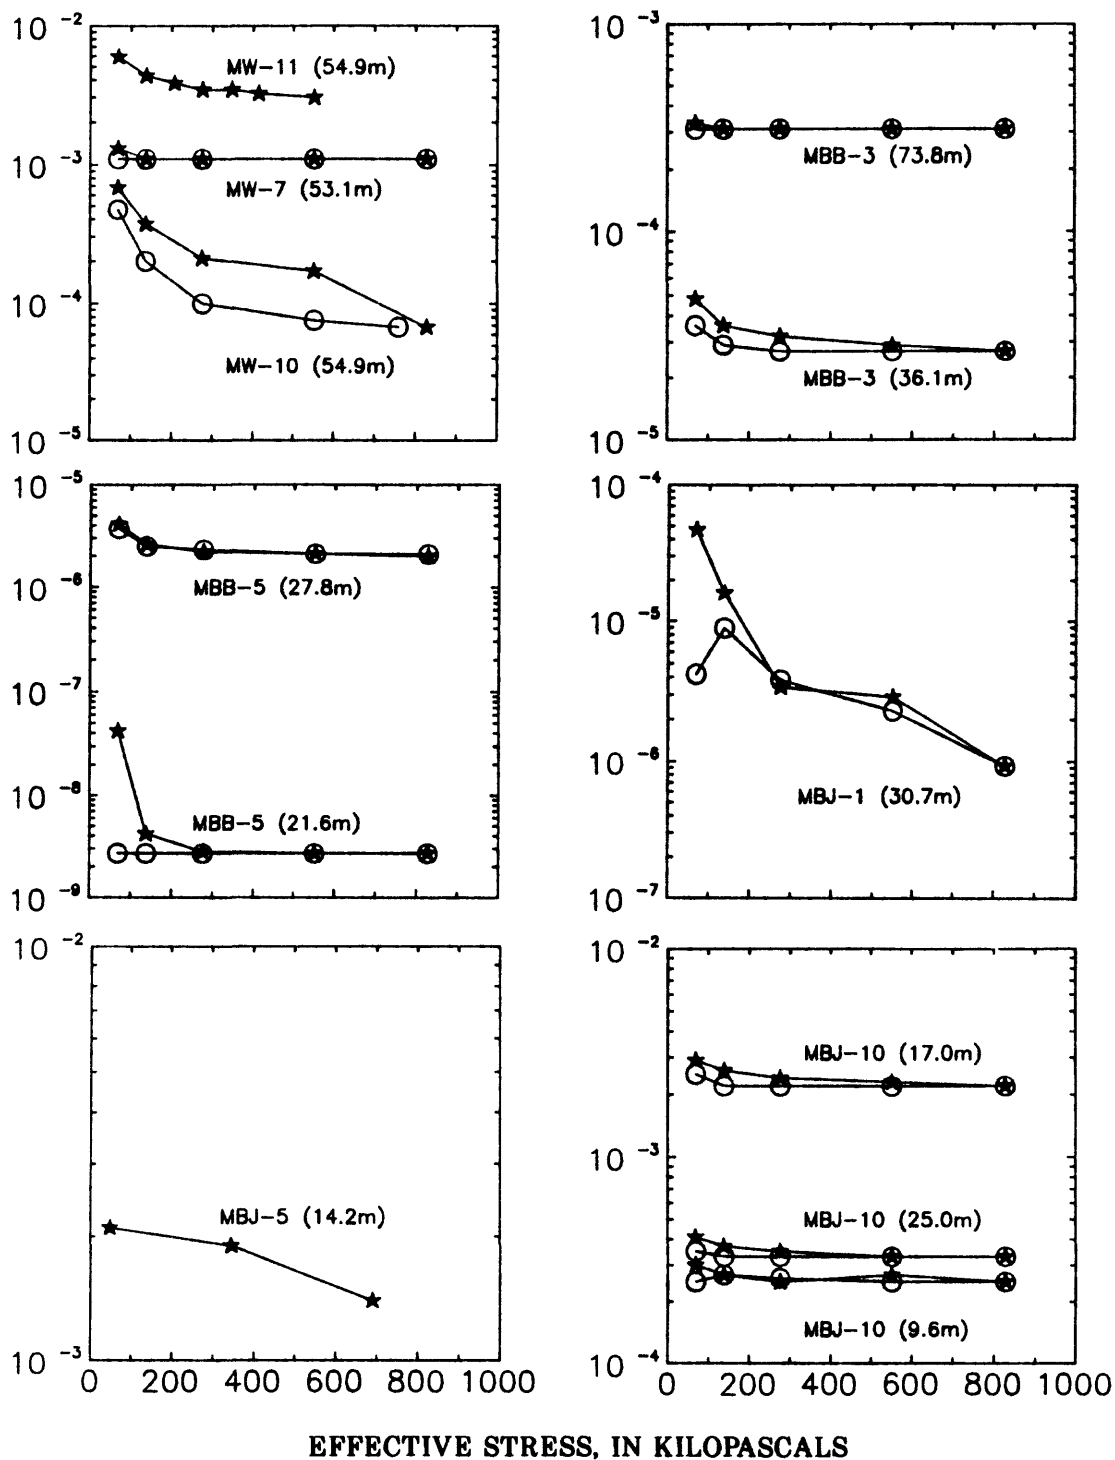 10 -2
MW-11 (54.9m)
10 -3
MW-7 (53.1m)
10 -4
MW-10 (54.9m)
10 -5
10 -3
MBB-3 (73.8m)
10 -4
MBB-3 (36.1m)
10 -5
10 -5
10 -6
MBB-5 (27.8m)
10 -7
10 -8
MBB-5 (21.6m)
10 -9
10 -4
10 -5
10 -6
MBJ-1 (30.7m)
10 -7
10 -2
MBJ-5 (14.2m)
10 -3
0 200 400 600 800 1000
10 -2
MBJ-10 (17.0m)
10 -3
MBJ-10 (25.0m)
MBJ-10 (9.6m)
10 -4
0 200 400 600 800 1000
EFFECTIVE STRESS, IN KILOPASCALS